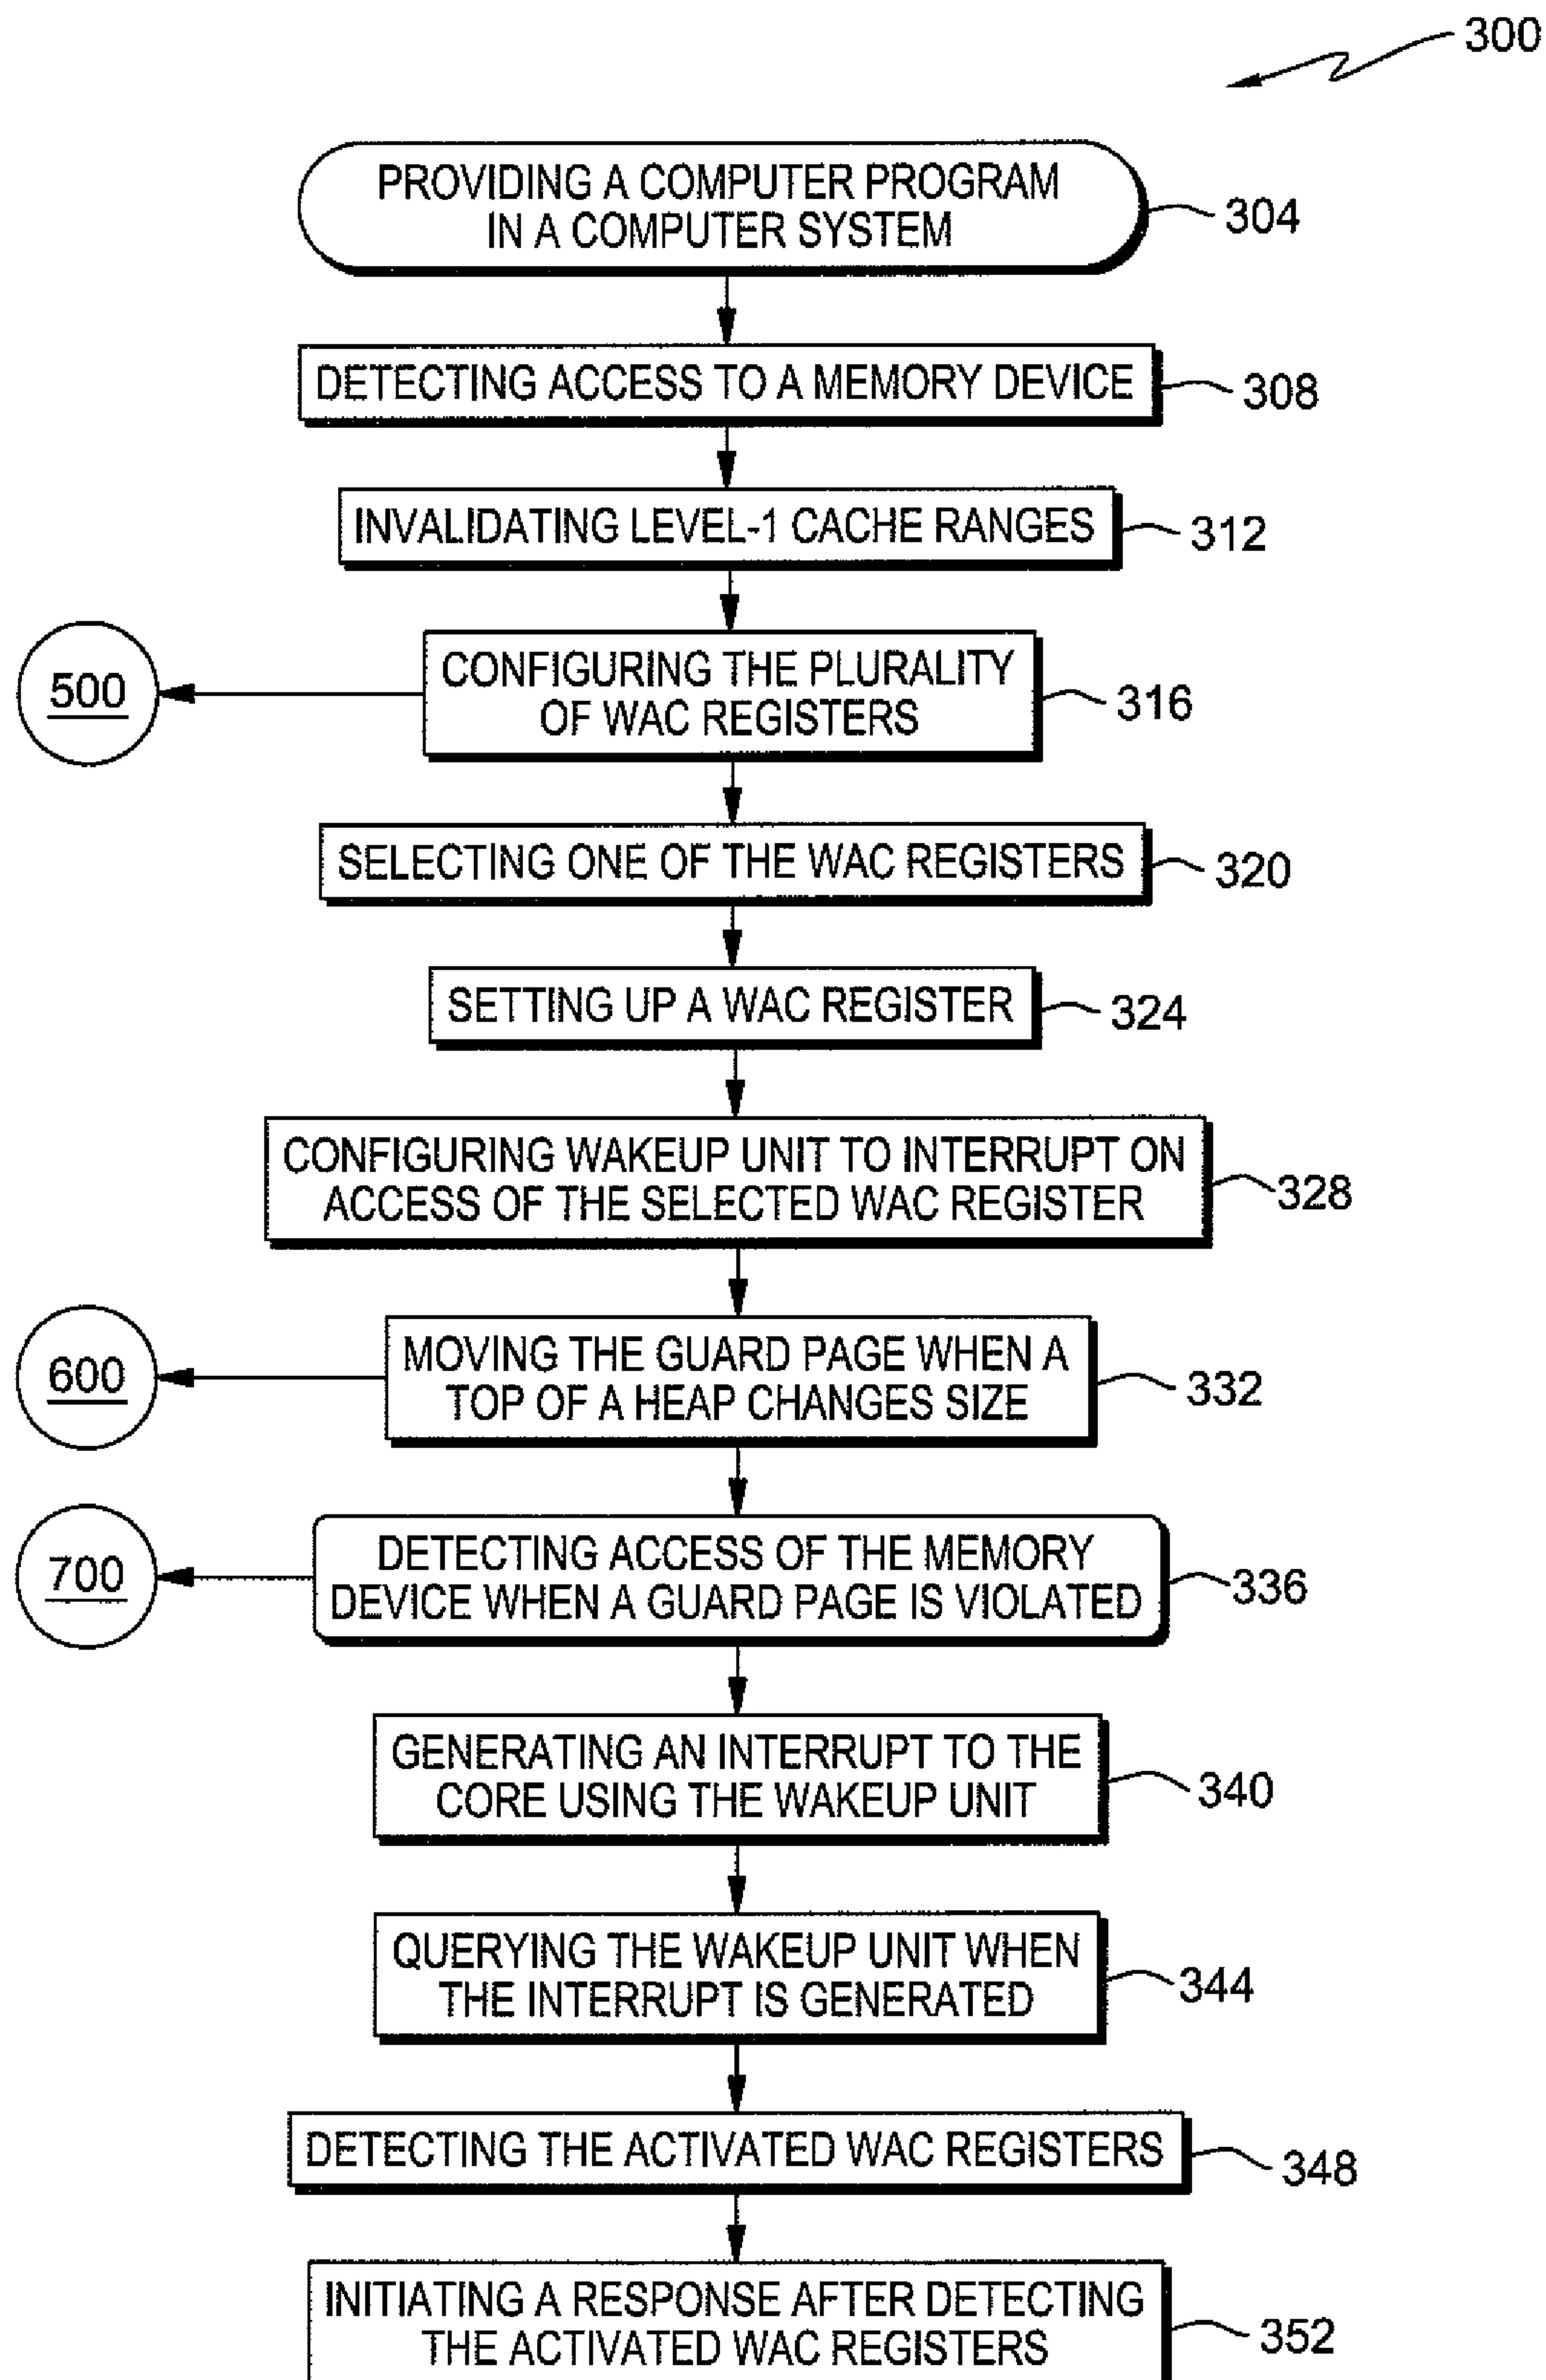 300
PROVIDING A COMPUTER PROGRAM
IN A COMPUTER SYSTEM
304
DETECTING ACCESS TO A MEMORY DEVICE
308
INVALIDATING LEVEL-1 CACHE RANGES
312
500
CONFIGURING THE PLURALITY
OF WAC REGISTERS
316
SELECTING ONE OF THE WAC REGISTERS
320
SETTING UP A WAC REGISTER
324
CONFIGURING WAKEUP UNIT TO INTERRUPT ON
ACCESS OF THE SELECTED WAC REGISTER
328
600
MOVING THE GUARD PAGE WHEN A
TOP OF A HEAP CHANGES SIZE
332
700
DETECTING ACCESS OF THE MEMORY
DEVICE WHEN A GUARD PAGE IS VIOLATED
336
GENERATING AN INTERRUPT TO THE
CORE USING THE WAKEUP UNIT
340
QUERYING THE WAKEUP UNIT WHEN
THE INTERRUPT IS GENERATED
344
DETECTING THE ACTIVATED WAC REGISTERS
348
INITIATING A RESPONSE AFTER DETECTING
THE ACTIVATED WAC REGISTERS
352